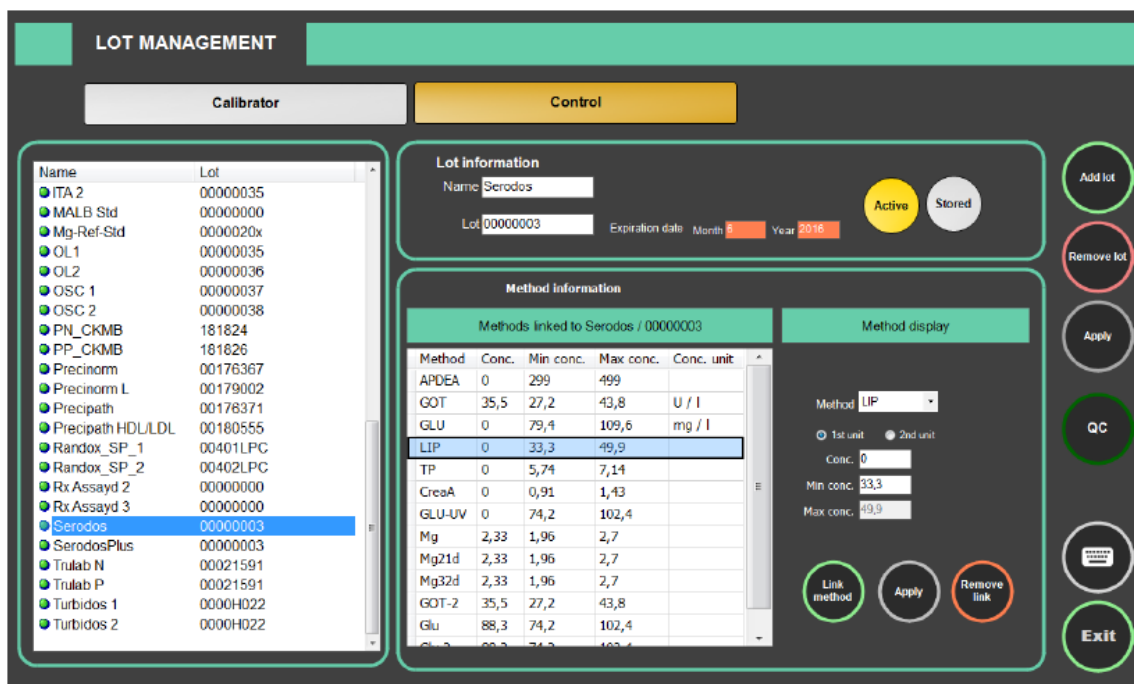 LOT MANAGEMENT
Calibrator
Control
Name Lot
ITA 2 00000035
MALB Std 00000000
Mg-Ref-Std 0000020x
OL1 00000035
OL2 00000036
OSC 1 00000037
OSC 2 00000038
PN_CKMB 181824
PP_CKMB 181826
Precinorm 00176367
Precinorm L 00179002
Precipath 00176371
Precipath HDL/LDL 00180555
Randox_SP_1 00401LPC
Randox_SP_2 00402LPC
Rx Assayd 2 00000000
Rx Assayd 3 00000000
Serodos 00000003
SerodosPlus 00000003
Trulab N 00021591
Trulab P 00021591
Turbidos 1 0000H022
Turbidos 2 0000H022
Lot information
Name Serodos
Lot 00000003
Expiration date Month 6 Year 2016
Active
Stored
Method information
Methods linked to Serodos / 00000003
Method Conc. Min conc. Max conc. Conc. unit
APDEA 0 299 499
GOT 35,5 27,2 43,8 U / l
GLU 0 79,4 109,6 mg / l
LIP 0 33,3 49,9
TP 0 5,74 7,14
CreaA 0 0,91 1,43
GLU-UV 0 74,2 102,4
Mg 2,33 1,96 2,7
Mg21d 2,33 1,96 2,7
Mg32d 2,33 1,96 2,7
GOT-2 35,5 27,2 43,8
Glu 88,3 74,2 102,4
Method display
Method LIP
1st unit 2nd unit
Conc. 0
Min conc. 33,3
Max conc. 49,9
Link method
Apply
Remove link
Add lot
Remove lot
Apply
QC
Exit